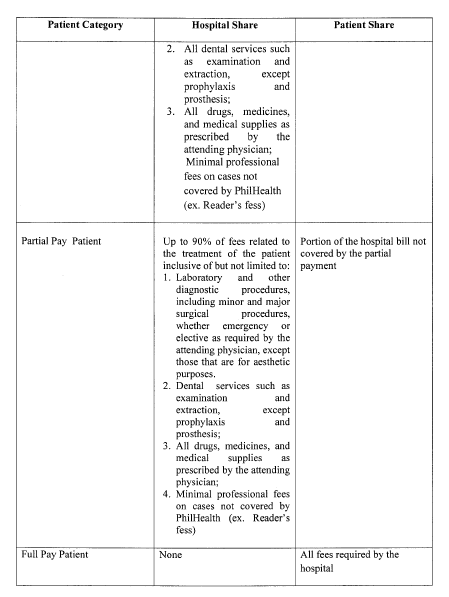 Patient Category Hospital Share Patient Share
2. All dental services such
as examination and
extraction, except
prophylaxis and
prosthesis;
3. All drugs, medicines,
and medical supplies as
prescribed by the
attending physician;
Minimal professional
fees on cases not
covered by PhilHealth
(ex. Reader's fess)
Partial Pay Patient
Up to 90% of fees related to
the treatment of the patient
inclusive of but not limited to:
1. Laboratory and other
diagnostic procedures,
including minor and major
surgical procedures,
whether emergency or
elective as required by the
attending physician, except
those that are for aesthetic
purposes.
2. Dental services such as
examination and
extraction, except
prophylaxis and
prosthesis;
3. All drugs, medicines, and
medical supplies as
prescribed by the attending
physician;
4. Minimal professional fees
on cases not covered by
PhilHealth (ex. Reader's
fess)
Portion of the hospital bill not
covered by the partial
payment
Full Pay Patient
None
All fees required by the
hospital